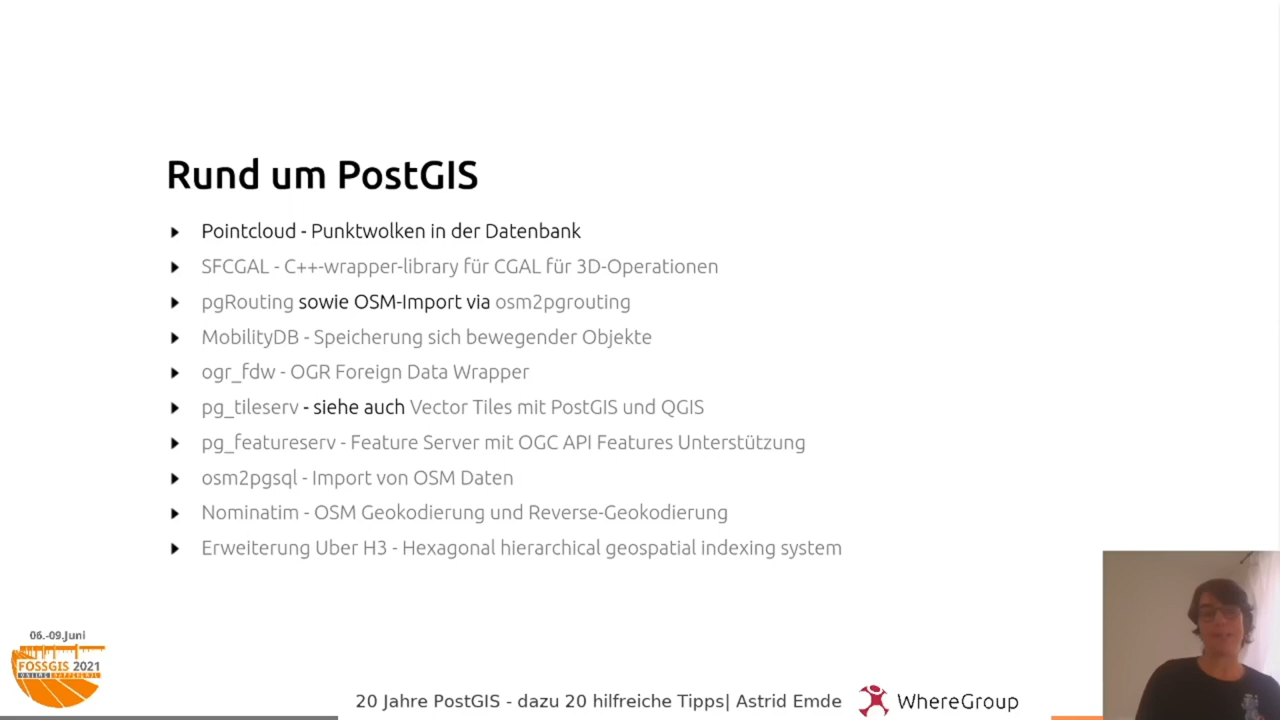 Rund um PostGIS
Pointcloud - Punktwolken in der Datenbank
SFCGAL - C++-wrapper-library für CGAL für 3D-Operationen
pgRouting sowie OSM-Import via osm2pgrouting
MobilityDB - Speicherung sich bewegender Objekte
ogr_fdw - OGR Foreign Data Wrapper
pg_tileserv - siehe auch Vector Tiles mit PostGIS und QGIS
pg_featureserv - Feature Server mit OGC API Features Unterstützung
osm2pgsql - Import von OSM Daten
Nominatim - OSM Geokodierung und Reverse-Geokodierung
Erweiterung Uber H3 - Hexagonal hierarchical geospatial indexing system
06.-09.Juni
FOSSGIS 2021
20 Jahre PostGIS - dazu 20 hilfreiche Tipps| Astrid Emde
WhereGroup